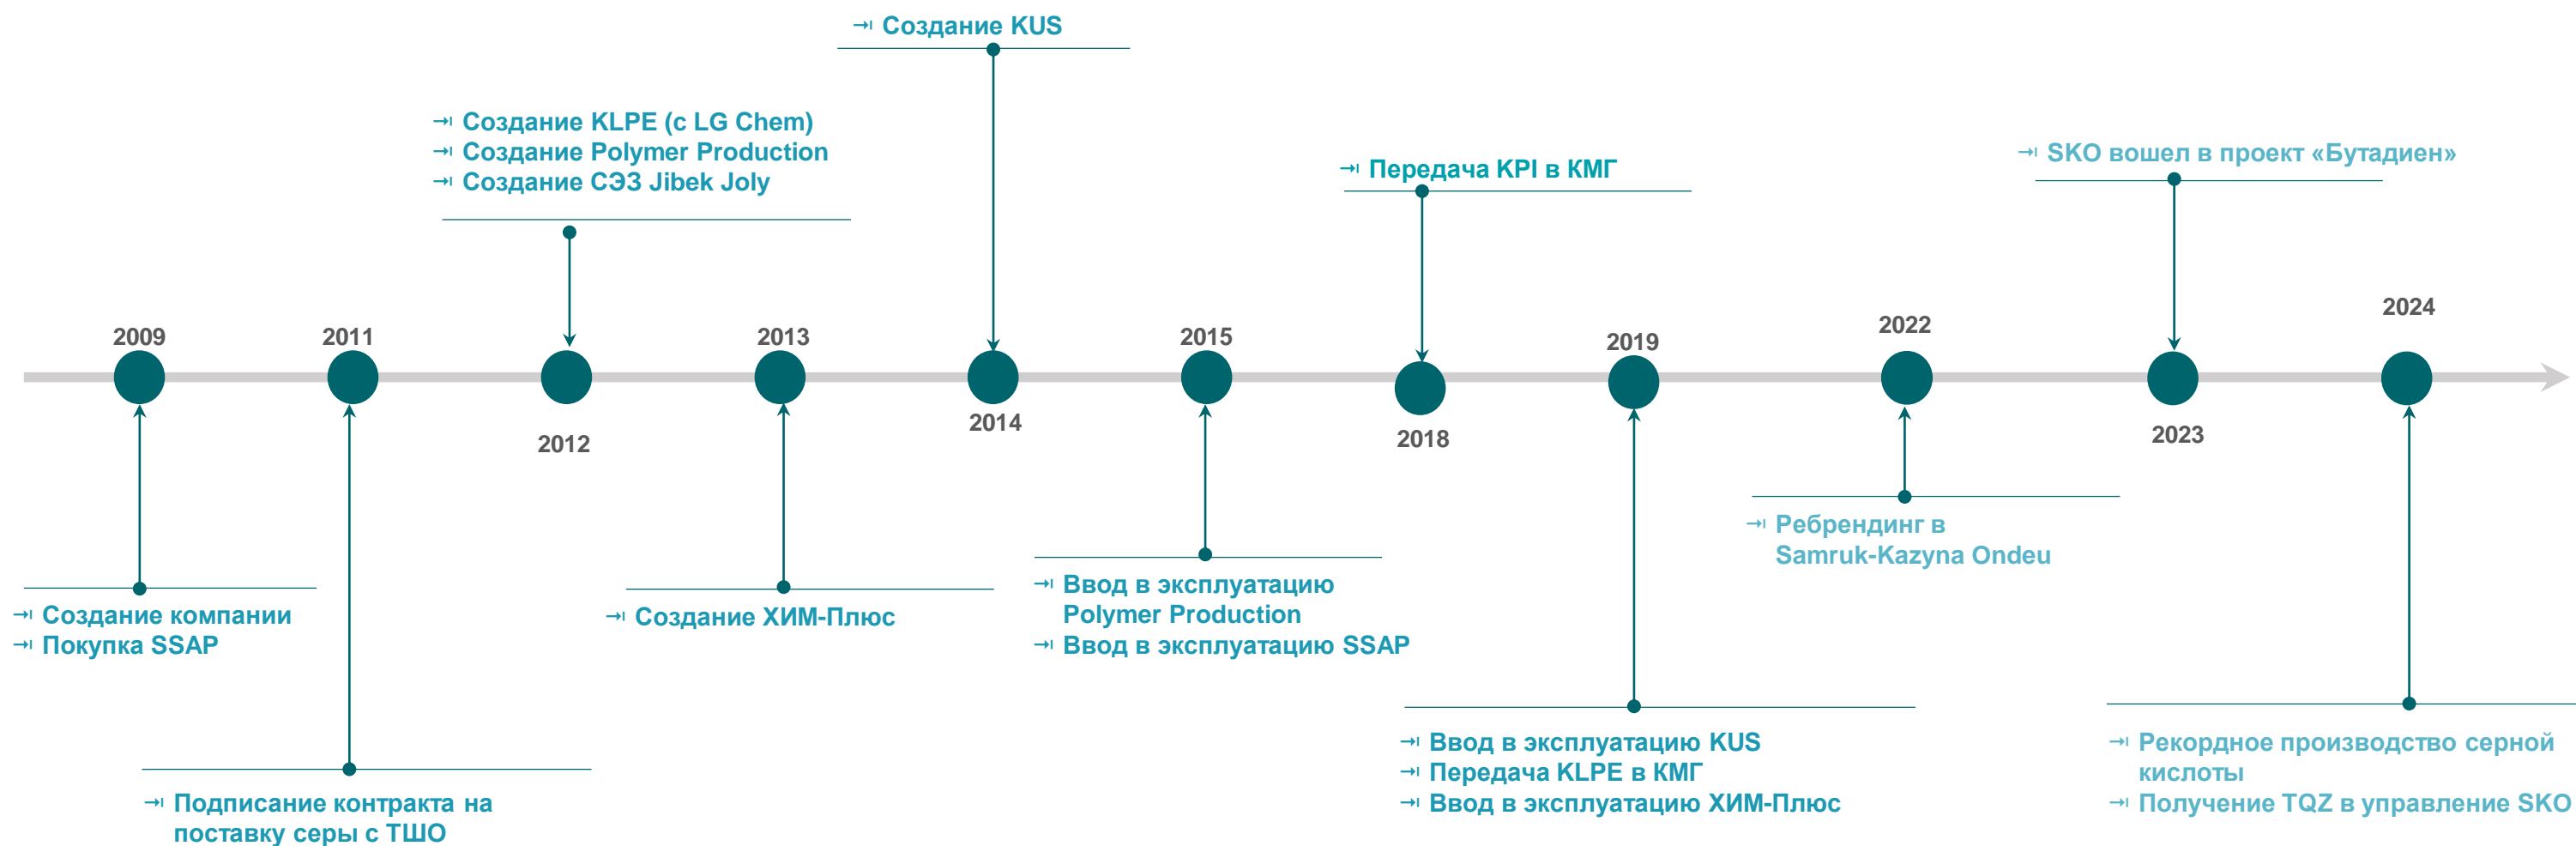 → Создание KUS
→ Создание KLPE (с LG Chem)
→ Создание Polymer Production
→ Создание СЭЗ Jibek Joly
→ Передача KPI в КМГ
→ SKO вошел в проект «Бутадиен»
2009
2011
2012
2013
2014
2015
2018
2019
2022
2023
2024
→ Создание компании
→ Покупка SSAP
→ Подписание контракта на
поставку серы с ТШО
→ Создание ХИМ-Плюс
→ Ввод в эксплуатацию
Polymer Production
→ Ввод в эксплуатацию SSAP
→ Ввод в эксплуатацию KUS
→ Передача KLPE в КМГ
→ Ввод в эксплуатацию ХИМ-Плюс
→ Ребрендинг в
Samruk-Kazyna Ondeu
→ Рекордное производство серной
кислоты
→ Получение TQZ в управление SKO